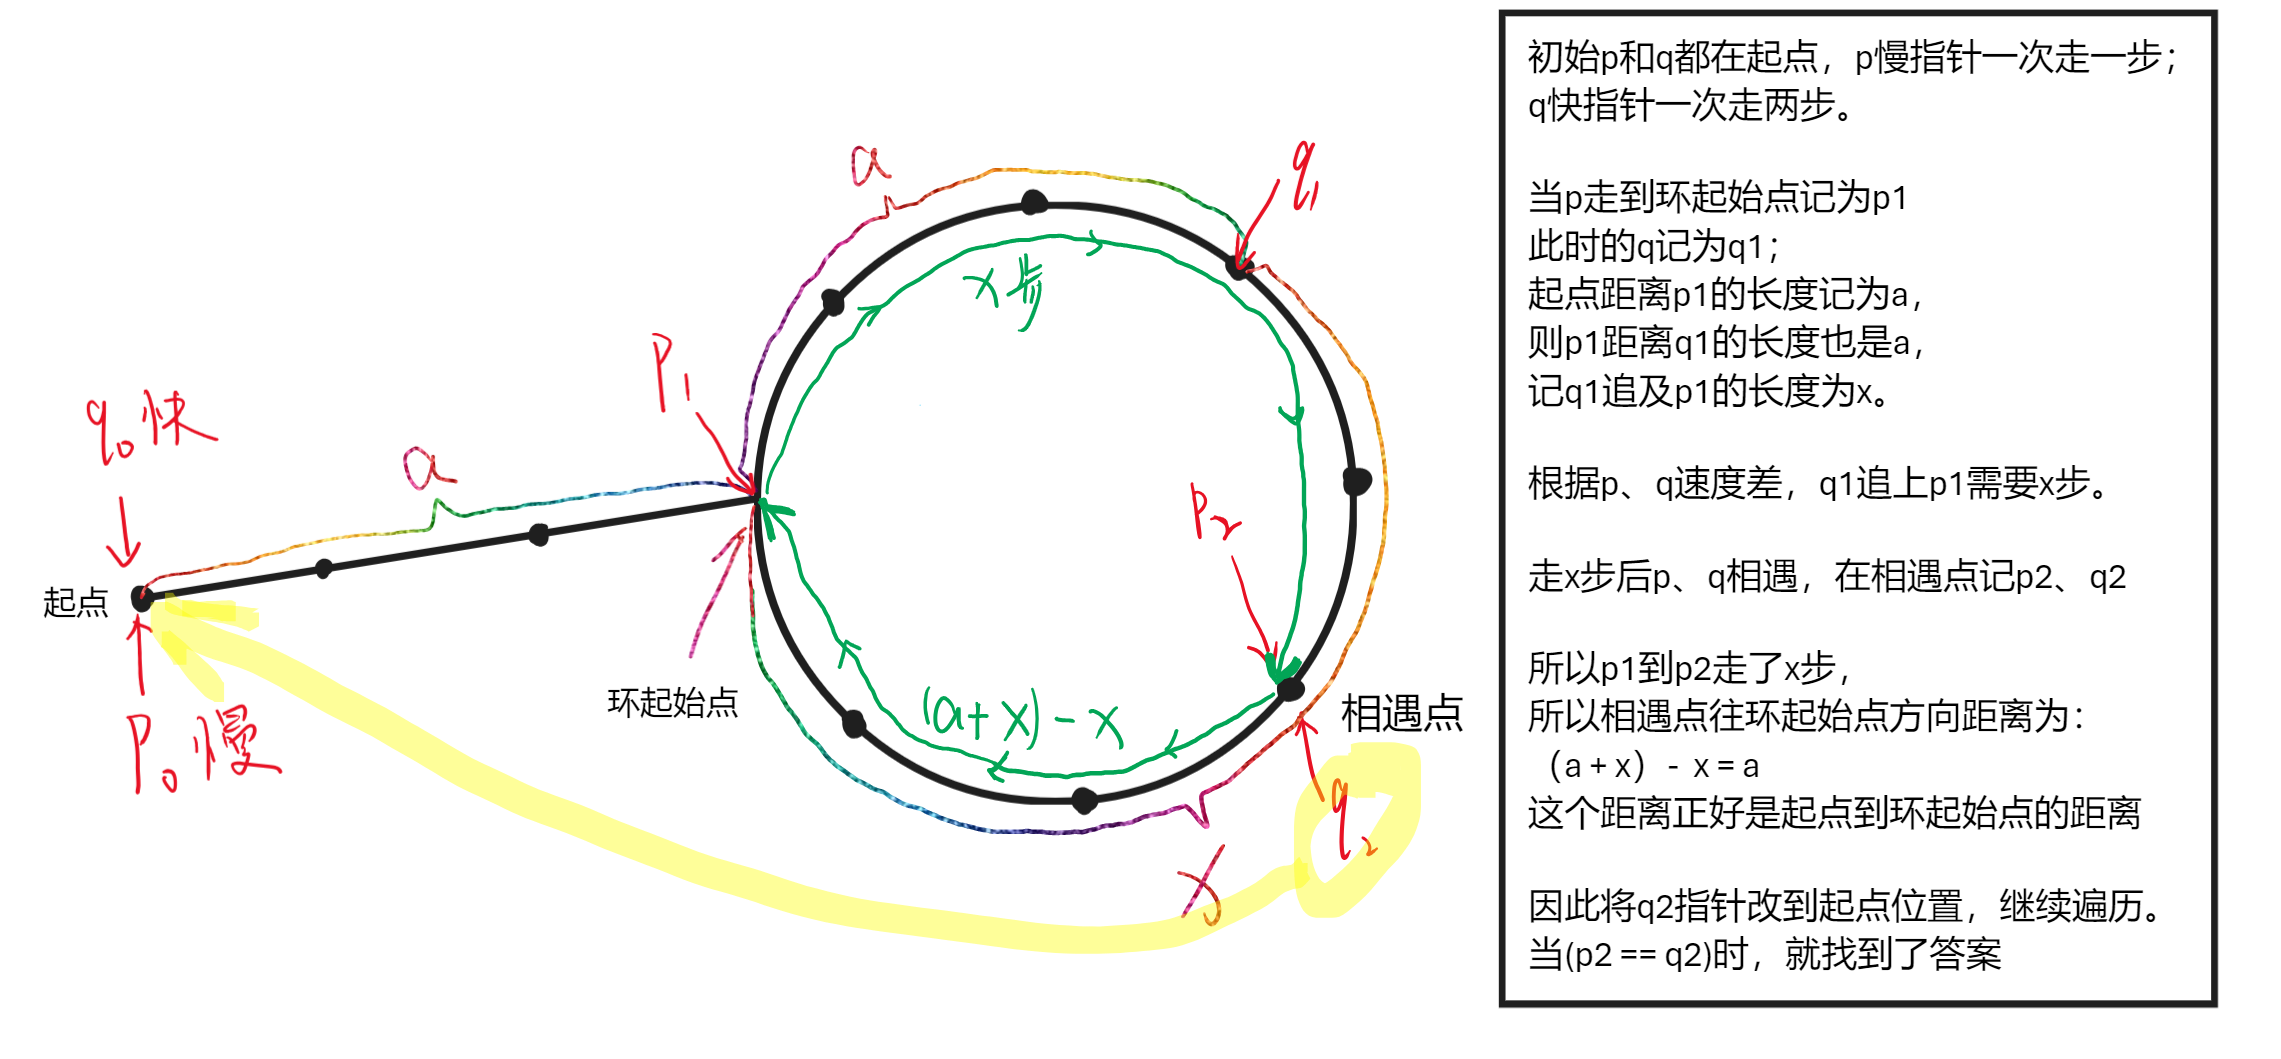 a
q1
x步
P1
q0快
a
P2
起点
环起始点
(a+x)-x
相遇点
P0慢
q2
x
初始p和q都在起点，p慢指针一次走一步；
q快指针一次走两步。
当p走到环起始点记为p1
此时的q记为q1；
起点距离p1的长度记为a，
则p1距离q1的长度也是a，
记q1追及p1的长度为x。
根据p、q速度差，q1追上p1需要x步。
走x步后p、q相遇，在相遇点记p2、q2
所以p1到p2走了x步，
所以相遇点往环起始点方向距离为：
（a + x）- x = a
这个距离正好是起点到环起始点的距离
因此将q2指针改到起点位置，继续遍历。
当(p2 == q2)时，就找到了答案